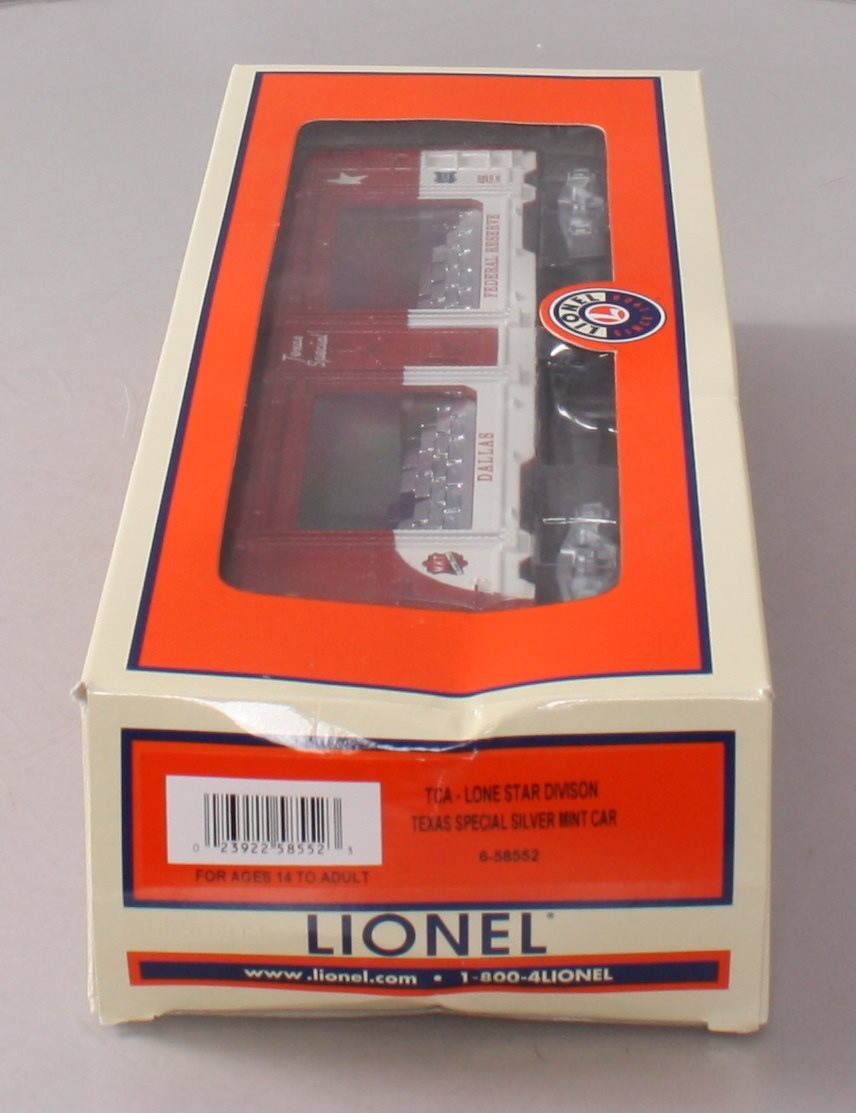 FEDERAL RESERVE
Texas
Special
DALLAS
LIONEL
SINCE
L
TCA - LONE STAR DIVISON
TEXAS SPECIAL SILVER MINT CAR
6-58552
0 23922 58552 3
FOR AGES 14 TO ADULT
LIONEL
www.lionel.com • 1-800-4LIONEL